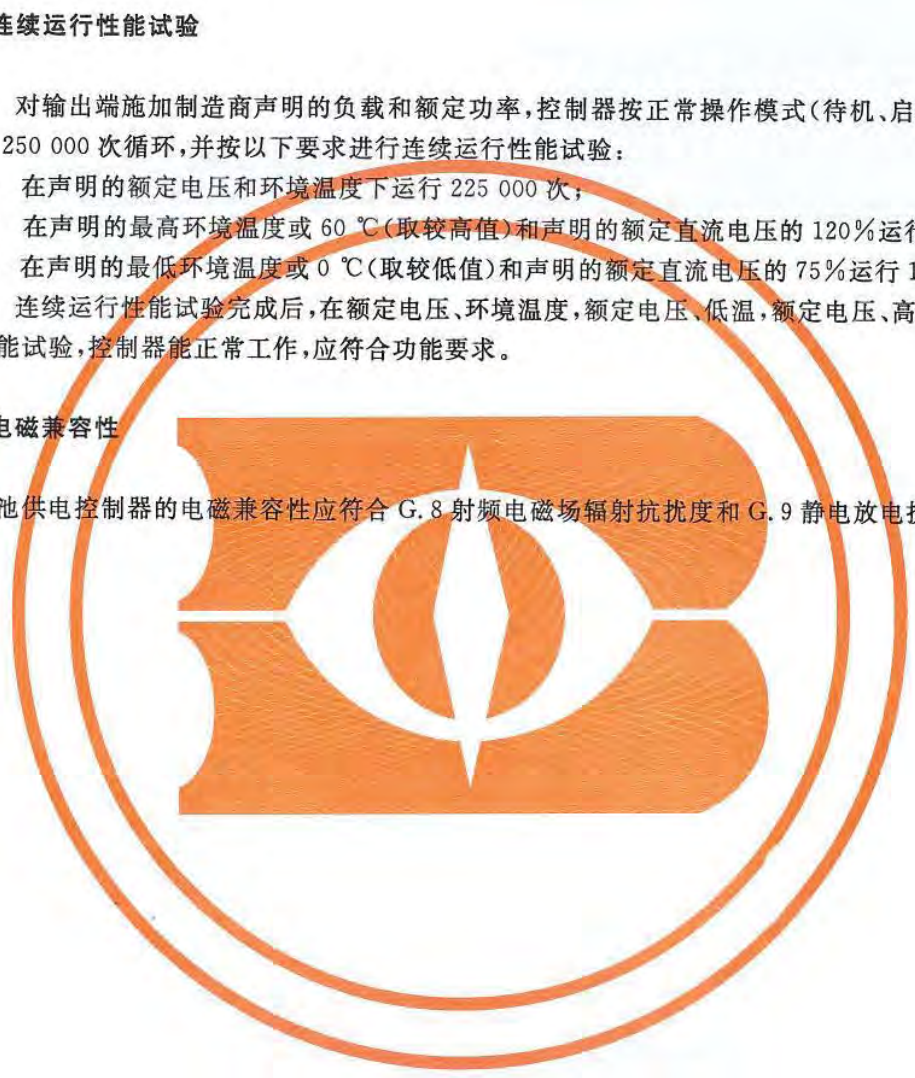 连续运行性能试验
对输出端施加制造商声明的负载和额定功率,控制器按正常操作模式(待机、启
250 000 次循环,并按以下要求进行连续运行性能试验:
在声明的额定电压和环境温度下运行 225 000 次;
在声明的最高环境温度或 60 ℃(取较高值)和声明的额定直流电压的 120%运行
在声明的最低环境温度或 0 ℃(取较低值)和声明的额定直流电压的 75%运行 1
连续运行性能试验完成后,在额定电压、环境温度,额定电压、低温,额定电压、高
能试验,控制器能正常工作,应符合功能要求。
电磁兼容性
池供电控制器的电磁兼容性应符合 G.8 射频电磁场辐射抗扰度和 G.9 静电放电抗